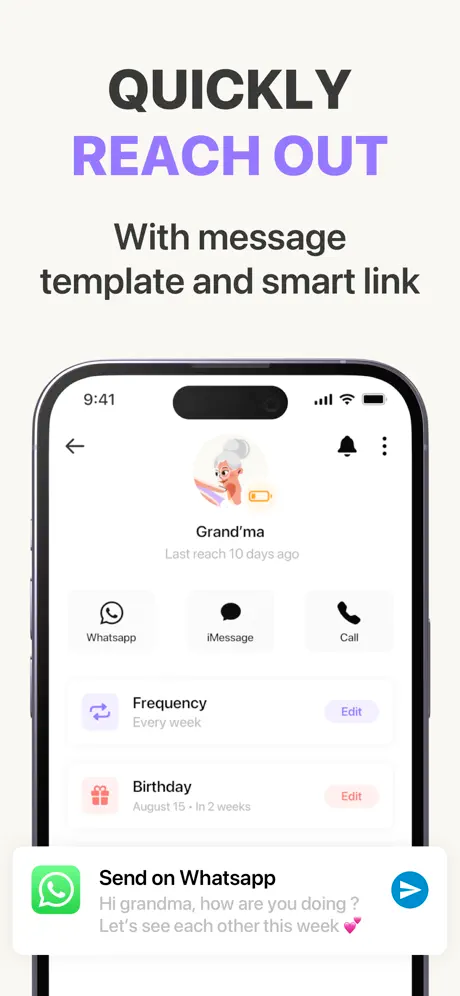 QUICKLY
REACH OUT
With message
template and smart link
9:41
Grand'ma
Last reach 10 days ago
Whatsapp
iMessage
Call
Frequency
Every week
Edit
Birthday
August 15 • In 2 weeks
Edit
Send on Whatsapp
Hi grandma, how are you doing ?
Let's see each other this week 💕